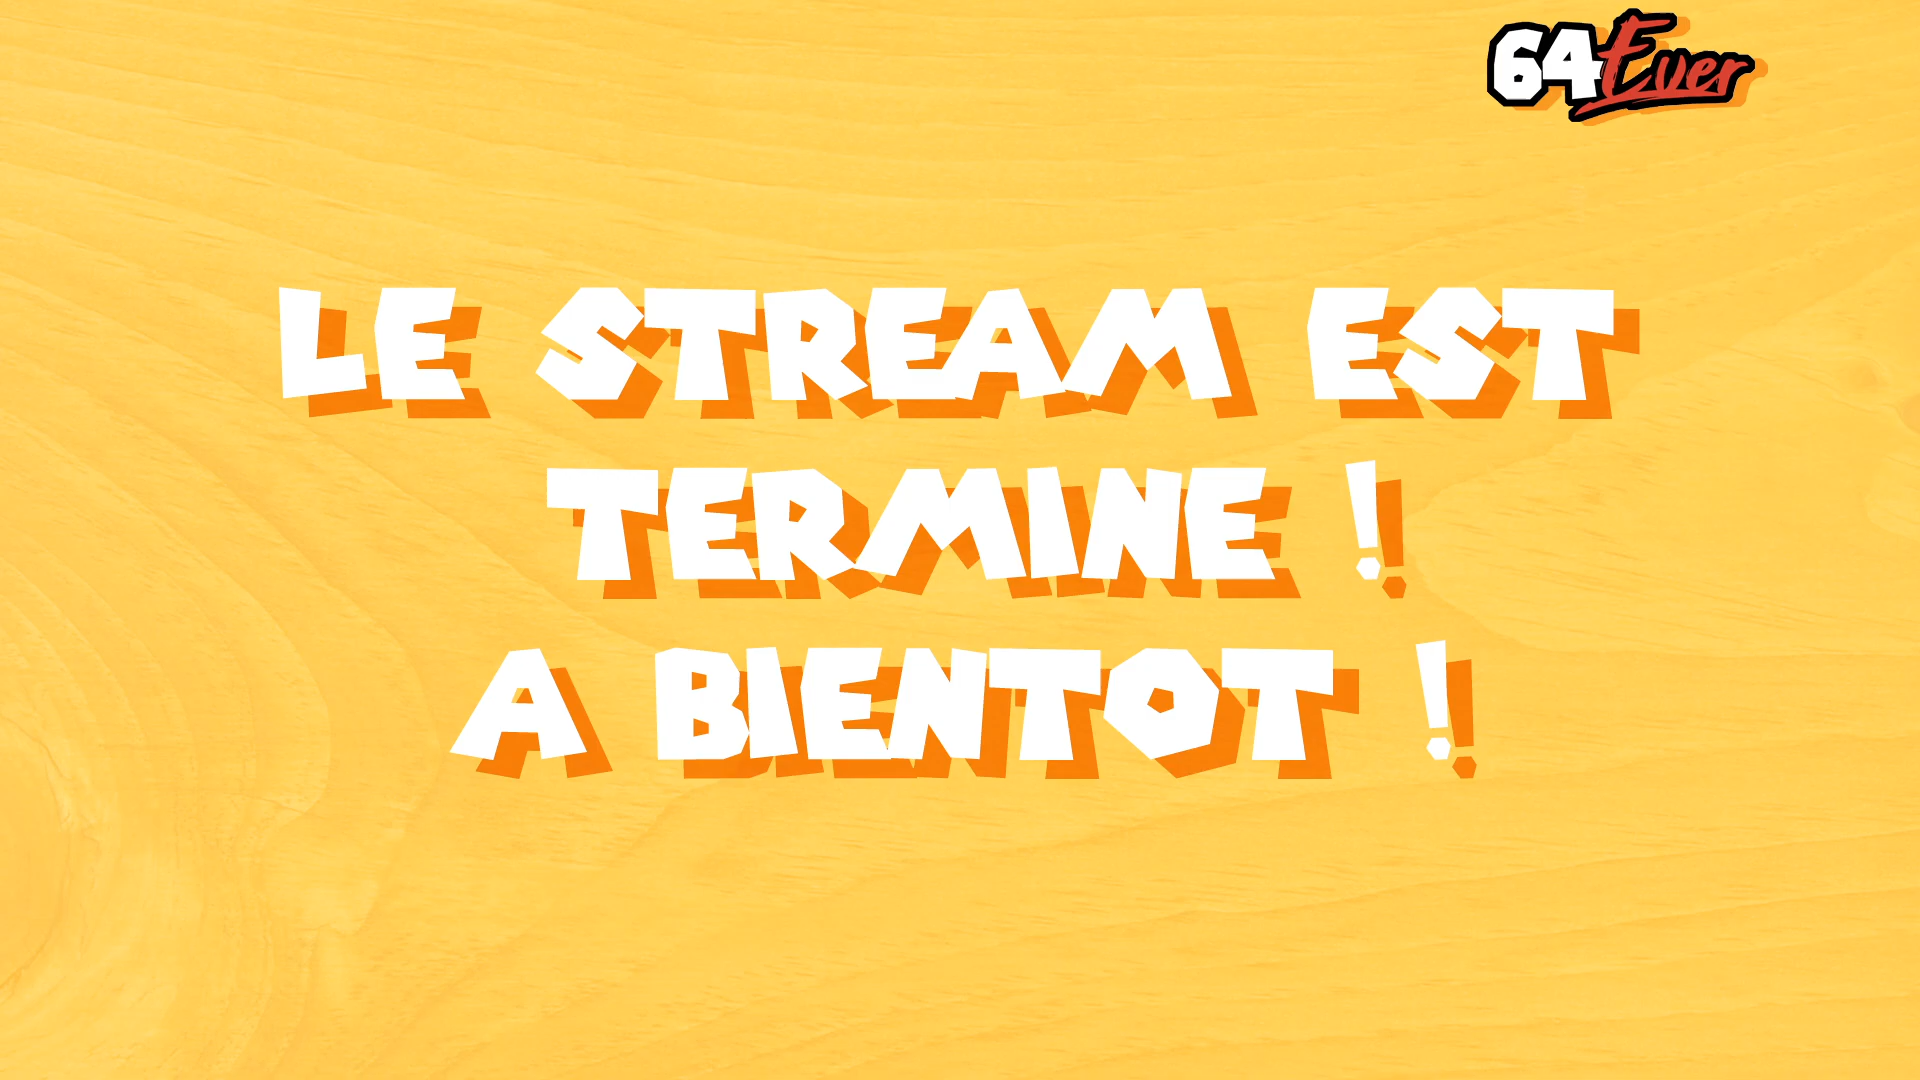 64Ever
LE STREAM EST
TERMINE !
A BIENTOT !